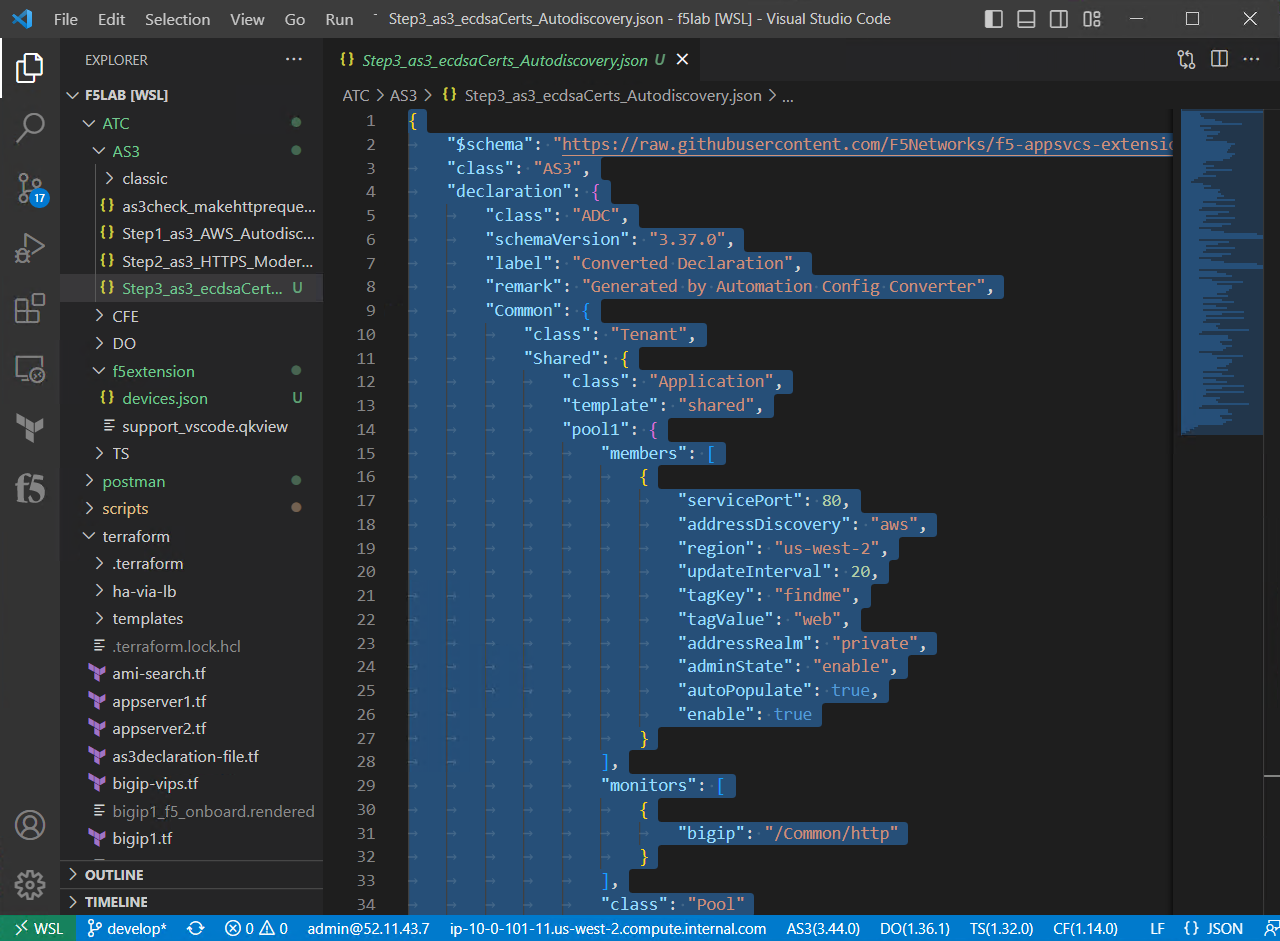 File Edit Selection View Go Run Step3_as3_ecdsaCerts_Autodiscovery.json - f5lab [WSL] - Visual Studio Code
EXPLORER
F5LAB [WSL]
ATC
AS3
classic
as3check_makehttpreque...
Step1_as3_AWS_Autodisc...
Step2_as3_HTTPS_Moder...
Step3_as3_ecdsaCert... U
CFE
DO
f5extension
devices.json U
support_vscode.qkview
TS
postman
scripts
terraform
.terraform
ha-via-lb
templates
.terraform.lock.hcl
ami-search.tf
appserver1.tf
appserver2.tf
as3declaration-file.tf
bigip-vips.tf
bigip1_f5_onboard.rendered
bigip1.tf
OUTLINE
TIMELINE
17
f5
Step3_as3_ecdsaCerts_Autodiscovery.json U
ATC > AS3 > {} Step3_as3_ecdsaCerts_Autodiscovery.json > ...
1 {
2 "$schema": "https://raw.githubusercontent.com/F5Networks/f5-appsvcs-extensio
3 "class": "AS3",
4 "declaration": {
5 "class": "ADC",
6 "schemaVersion": "3.37.0",
7 "label": "Converted Declaration",
8 "remark": "Generated by Automation Config Converter",
9 "Common": {
10 "class": "Tenant",
11 "Shared": {
12 "class": "Application",
13 "template": "shared",
14 "pool1": {
15 "members": [
16 {
17 "servicePort": 80,
18 "addressDiscovery": "aws",
19 "region": "us-west-2",
20 "updateInterval": 20,
21 "tagKey": "findme",
22 "tagValue": "web",
23 "addressRealm": "private",
24 "adminState": "enable",
25 "autoPopulate": true,
26 "enable": true
27 }
28 ],
29 "monitors": [
30 {
31 "bigip": "/Common/http"
32 }
33 ],
34 "class": "Pool"
WSL develop* 0 0 admin@52.11.43.7 ip-10-0-101-11.us-west-2.compute.internal.com AS3(3.44.0) DO(1.36.1) TS(1.32.0) CF(1.14.0) LF {} JSON